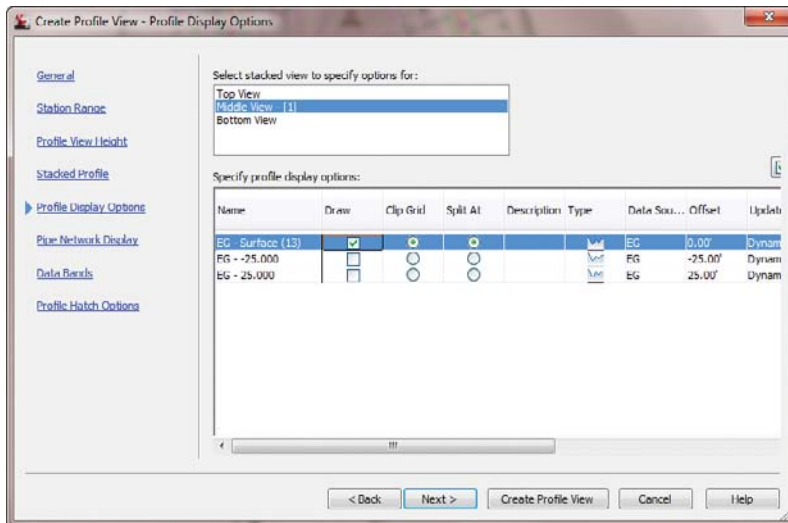 Create Profile View - Profile Display Options
General
Station Range
Profile View Height
Stacked Profile
Profile Display Options
Pipe Network Display
Data Bands
Profile Hatch Options
Select stacked view to specify options for:
Top View
Middle View - [1]
Bottom View
Specify profile display options:
Name Draw Clip Grid Split At Description Type Data Sou... Offset Updat
EG - Surface (13) EG 0.00' Dynam
EG - -25.000 EG -25.00' Dynam
EG - 25.000 EG 25.00' Dynam
< Back Next > Create Profile View Cancel Help